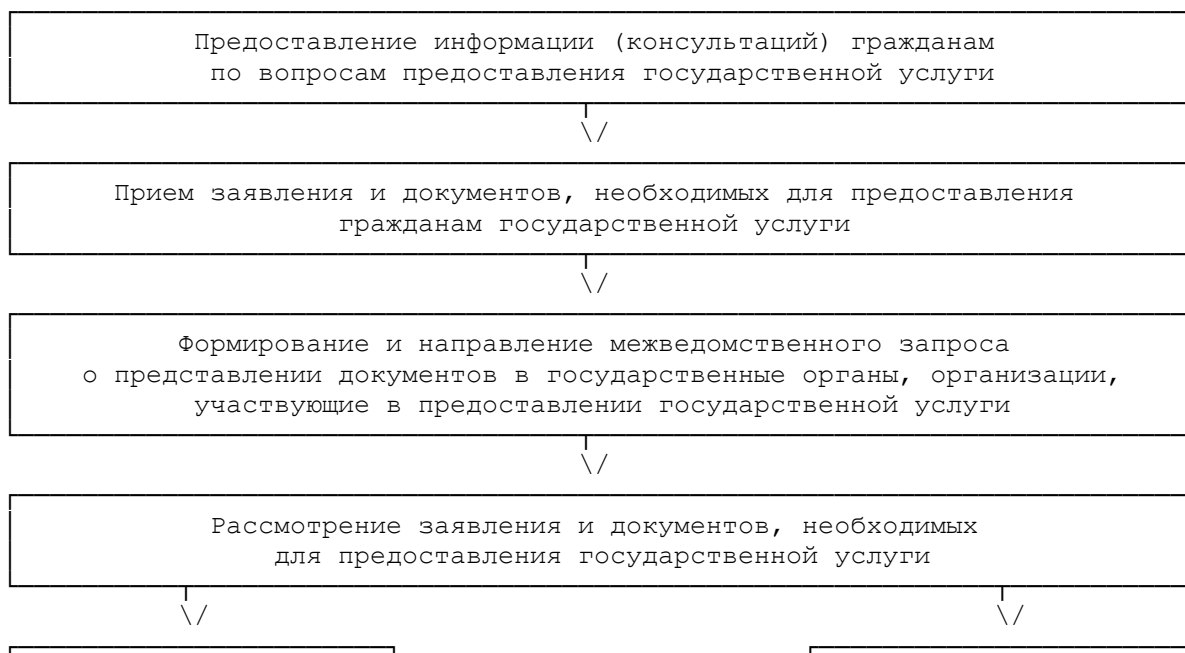 Предоставление информации (консультаций) гражданам
по вопросам предоставления государственной услуги
\/
Прием заявления и документов, необходимых для предоставления
гражданам государственной услуги
\/
Формирование и направление межведомственного запроса
о представлении документов в государственные органы, организации,
участвующие в предоставлении государственной услуги
\/
Рассмотрение заявления и документов, необходимых
для предоставления государственной услуги
\/ \/